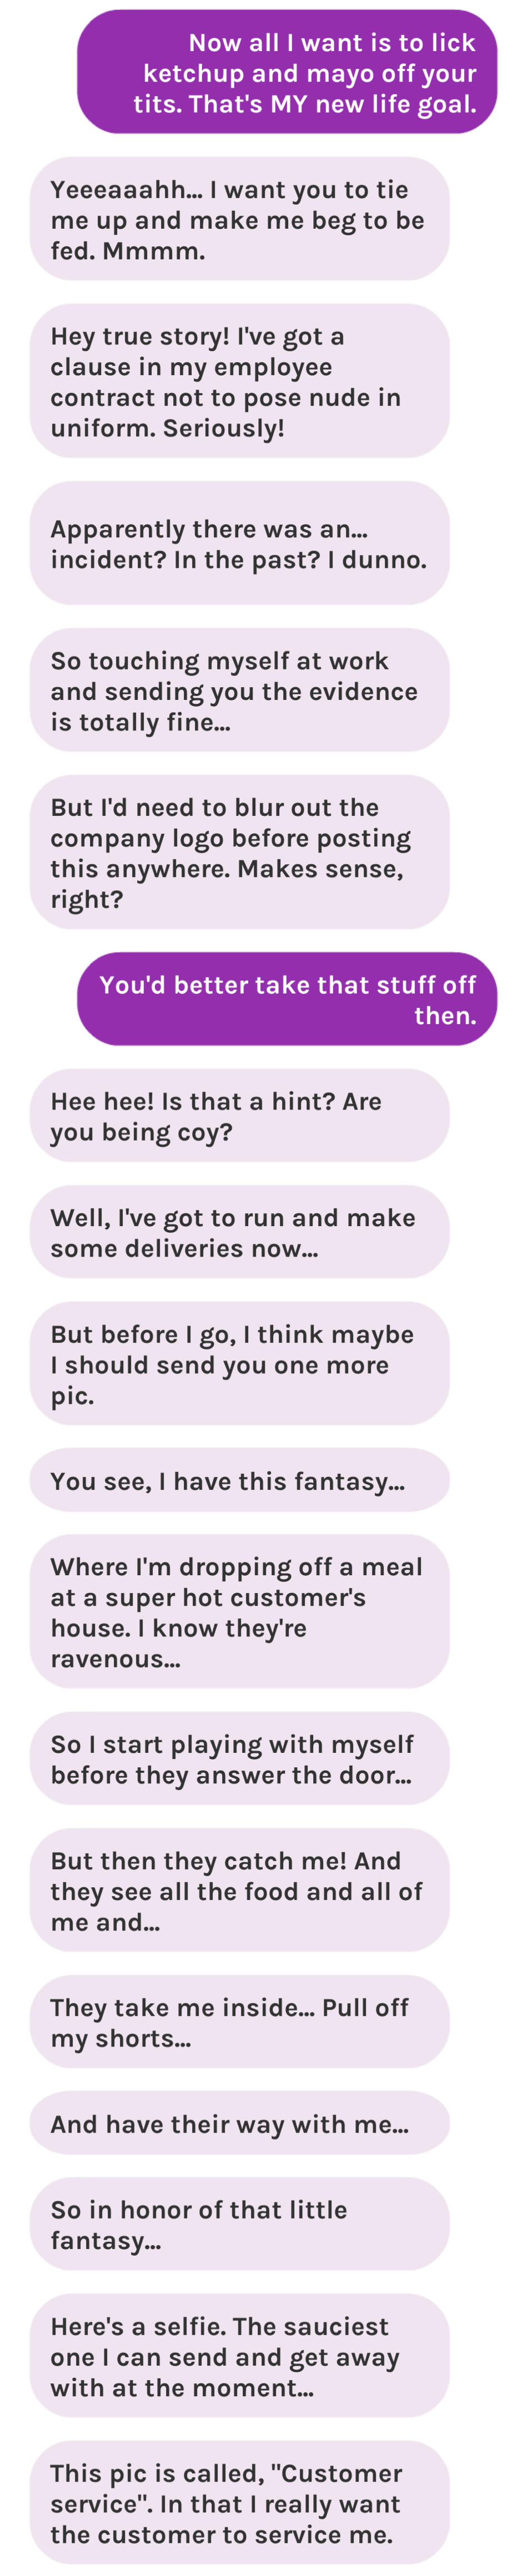 Now all I want is to lick
ketchup and mayo off your
tits. That's MY new life goal.
Yeeeaaahh... I want you to tie
me up and make me beg to be
fed. Mmmm.
Hey true story! I've got a
clause in my employee
contract not to pose nude in
uniform. Seriously!
Apparently there was an...
incident? In the past? I dunno.
So touching myself at work
and sending you the evidence
is totally fine...
But I'd need to blur out the
company logo before posting
this anywhere. Makes sense,
right?
You'd better take that stuff off
then.
Hee hee! Is that a hint? Are
you being coy?
Well, I've got to run and make
some deliveries now...
But before I go, I think maybe
I should send you one more
pic.
You see, I have this fantasy...
Where I'm dropping off a meal
at a super hot customer's
house. I know they're
ravenous...
So I start playing with myself
before they answer the door...
But then they catch me! And
they see all the food and all of
me and...
They take me inside... Pull off
my shorts...
And have their way with me...
So in honor of that little
fantasy...
Here's a selfie. The sauciest
one I can send and get away
with at the moment...
This pic is called, "Customer
service". In that I really want
the customer to service me.